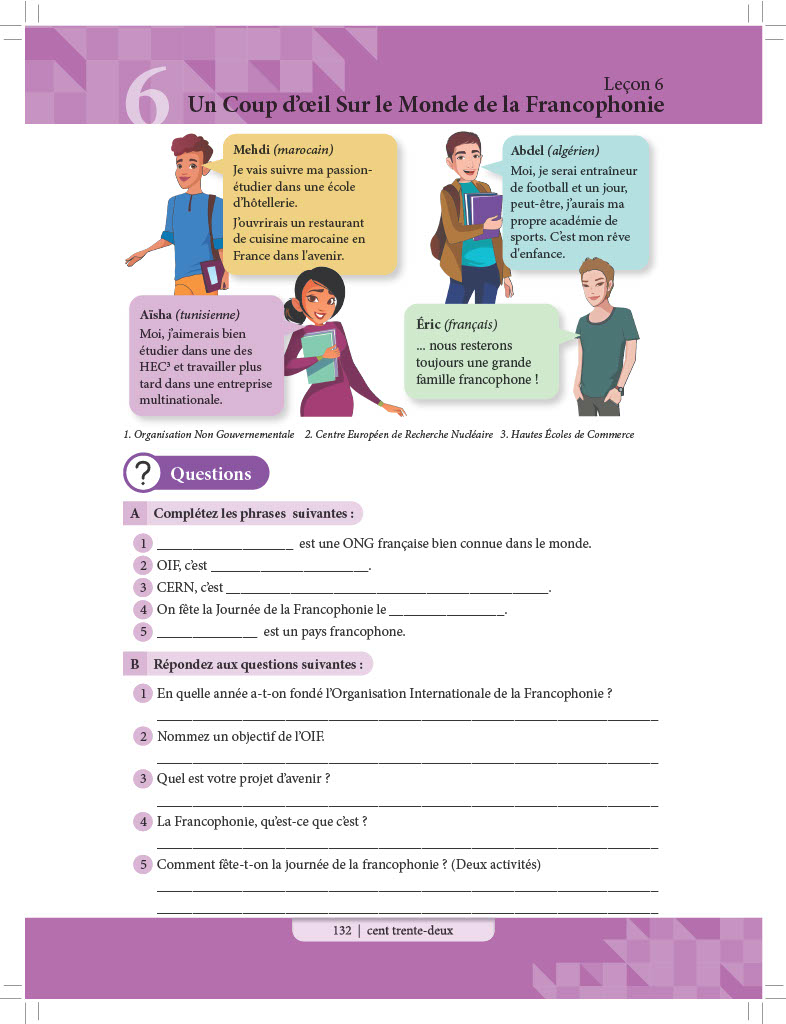 6
Leçon 6
Un Coup d’œil Sur le Monde de la Francophonie
Mehdi (marocain)
Je vais suivre ma passion-
étudier dans une école
d’hôtellerie.
J’ouvrirais un restaurant
de cuisine marocaine en
France dans l’avenir.
Abdel (algérien)
Moi, je serai entraîneur
de football et un jour,
peut-être, j’aurais ma
propre académie de
sports. C’est mon rêve
d’enfance.
Aïsha (tunisienne)
Moi, j’aimerais bien
étudier dans une des
HEC³ et travailler plus
tard dans une entreprise
multinationale.
Éric (français)
... nous resterons
toujours une grande
famille francophone !
1. Organisation Non Gouvernementale 2. Centre Européen de Recherche Nucléaire 3. Hautes Écoles de Commerce
? Questions
A Complétez les phrases suivantes :
1 ___________________ est une ONG française bien connue dans le monde.
2 OIF, c’est ______________________.
3 CERN, c’est _____________________________________________.
4 On fête la Journée de la Francophonie le ________________.
5 ______________ est un pays francophone.
B Répondez aux questions suivantes :
1 En quelle année a-t-on fondé l’Organisation Internationale de la Francophonie ?
2 Nommez un objectif de l’OIF.
3 Quel est votre projet d’avenir ?
4 La Francophonie, qu’est-ce que c’est ?
5 Comment fête-t-on la journée de la francophonie ? (Deux activités)
132 | cent trente-deux